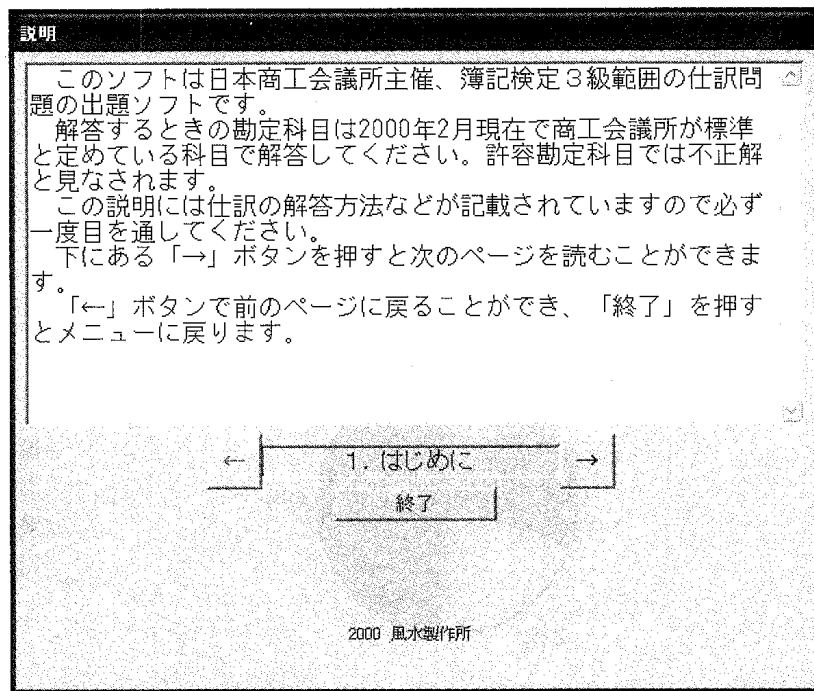 説明
このソフトは日本商工会議所主催、簿記検定３級範囲の仕訳問
題の出題ソフトです。
解答するときの勘定科目は2000年2月現在で商工会議所が標準
と定めている科目で解答してください。許容勘定科目では不正解
と見なされます。
この説明には仕訳の解答方法などが記載されていますので必ず
一度目を通してください。
下にある「→」ボタンを押すと次のページを読むことができま
す。
「←」ボタンで前のページに戻ることができ、「終了」を押す
とメニューに戻ります。
← 1. はじめに →
終了
2000 風水製作所